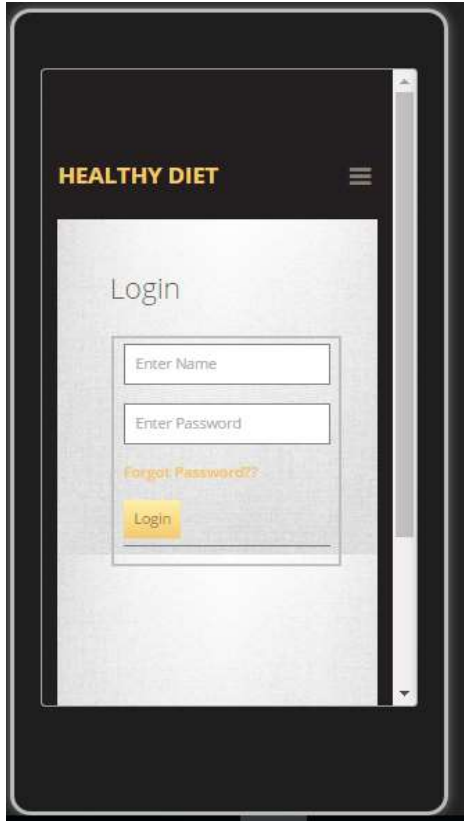 HEALTHY DIET
Login
Enter Name
Enter Password
Forgot Password??
Login